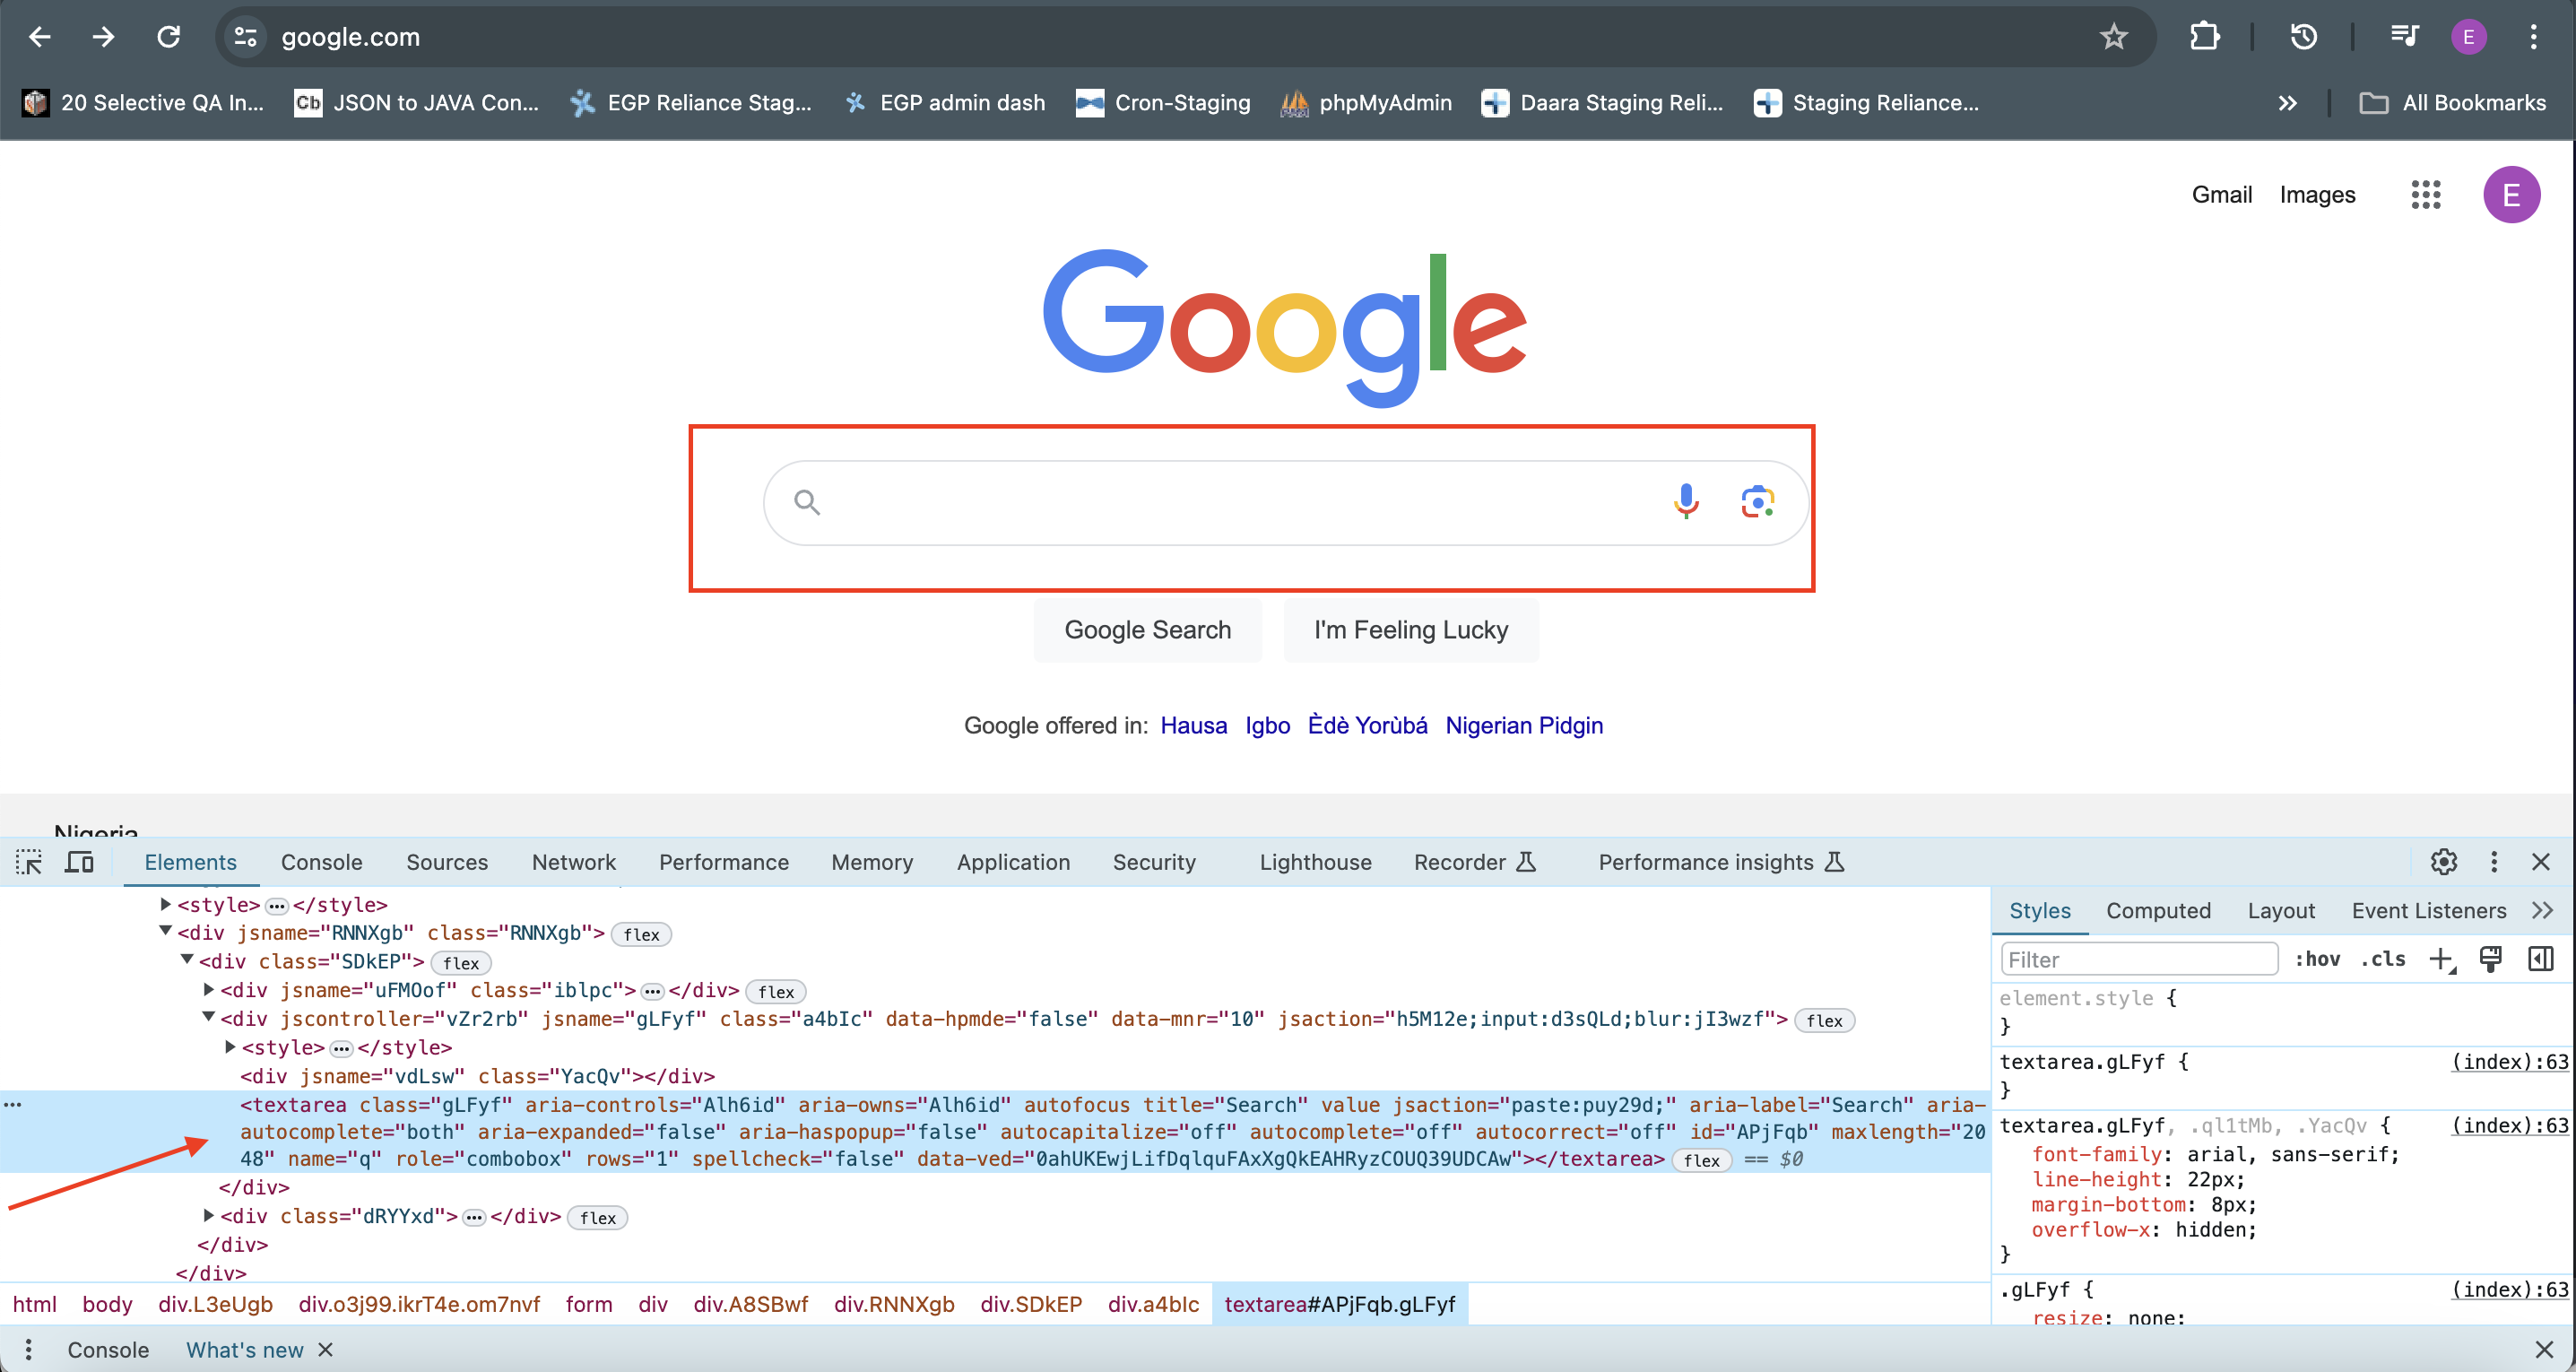 google.com
E
20 Selective QA In...
Cb JSON to JAVA Con...
EGP Reliance Stag...
EGP admin dash
Cron-Staging
phpMyAdmin
Daara Staging Reli...
Staging Reliance...
All Bookmarks
Gmail Images E
Google
Google Search I'm Feeling Lucky
Google offered in: Hausa Igbo Èdè Yorùbá Nigerian Pidgin
Nigeria
Elements Console Sources Network Performance Memory Application Security Lighthouse Recorder Performance insights
<style>…</style>
<div jsname="RNNXgb" class="RNNXgb"> flex
<div class="SDkEP"> flex
<div jsname="uFMOof" class="iblpc">…</div> flex
<div jscontroller="vZr2rb" jsname="gLFyf" class="a4bIc" data-hpmde="false" data-mnr="10" jsaction="h5M12e;input:d3sQLd;blur:jI3wzf"> flex
<style>…</style>
<div jsname="vdLsw" class="YacQv"></div>
<textarea class="gLFyf" aria-controls="Alh6id" aria-owns="Alh6id" autofocus title="Search" value jsaction="paste:puy29d;" aria-label="Search" aria-
autocomplete="both" aria-expanded="false" aria-haspopup="false" autocapitalize="off" autocomplete="off" autocorrect="off" id="APjFqb" maxlength="20
48" name="q" role="combobox" rows="1" spellcheck="false" data-ved="0ahUKEwjLifDqlquFAxXgQkEAHRyzCOUQ39UDCAw"></textarea> flex == $0
</div>
<div class="dRYYxd">…</div> flex
</div>
</div>
html body div.L3eUgb div.o3j99.ikrT4e.om7nvf form div div.A8SBwf div.RNNXgb div.SDkEP div.a4bIc textarea#APjFqb.gLFyf
Styles Computed Layout Event Listeners
Filter :hov .cls
element.style {
}
textarea.gLFyf { (index):63
}
textarea.gLFyf, .ql1tMb, .YacQv { (index):63
font-family: arial, sans-serif;
line-height: 22px;
margin-bottom: 8px;
overflow-x: hidden;
}
.gLFyf { (index):63
resize: none;
Console What's new